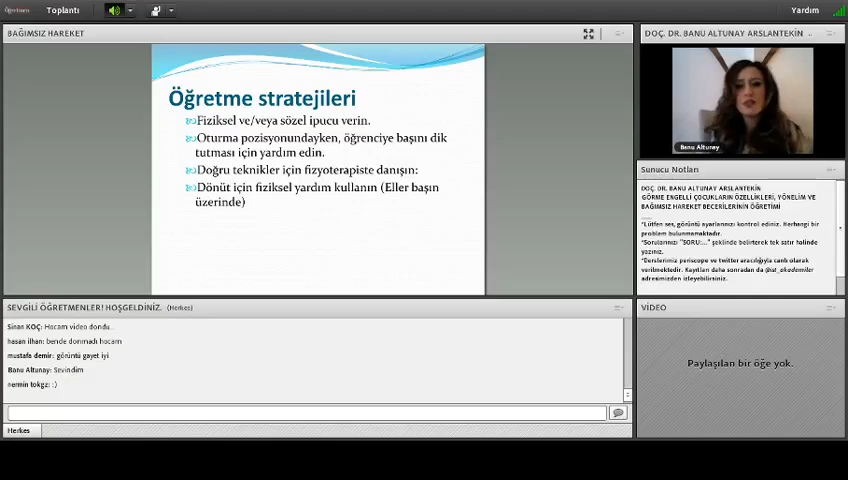 Öğretmen
Toplantı
Yardım
BAĞIMSIZ HAREKET
Öğretme stratejileri
Fiziksel ve/veya sözel ipucu verin.
Oturma pozisyonundayken, öğrenciye başını dik
tutması için yardım edin.
Doğru teknikler için fizyoterapiste danışın:
Dönüt için fiziksel yardım kullanın (Eller başın
üzerinde)
DOÇ. DR. BANU ALTUNAY ARSLANTEKİN ..
Banu Altunay
Sunucu Notları
DOÇ. DR. BANU ALTUNAY ARSLANTEKİN
GÖRME ENGELLİ ÇOCUKLARIN ÖZELLİKLERİ, YÖNELİM VE
BAĞIMSIZ HAREKET BECERİLERİNİN ÖĞRETİMİ
*Lütfen ses, görüntü ayarlarınızı kontrol ediniz. Herhangi bir
problem bulunmamaktadır.
*Sorularınızı "SORU:..." şeklinde belirterek tek satır halinde
yazınız.
*Derslerimiz periscope ve twitter aracılığıyla canlı olarak
verilmektedir. Kayıtları daha sonradan da @ist_akademiler
adresimizden izleyebilirsiniz.
SEVGİLİ ÖĞRETMENLER! HOŞGELDİNİZ. (Herkes)
Sinan KOÇ: Hocam video dondu..
hasan ilhan: bende donmadı hocam
mustafa demir: görüntü gayet iyi
Banu Altunay: Sevindim
nermin tokgz: :)
Herkes
VİDEO
Paylaşılan bir öğe yok.